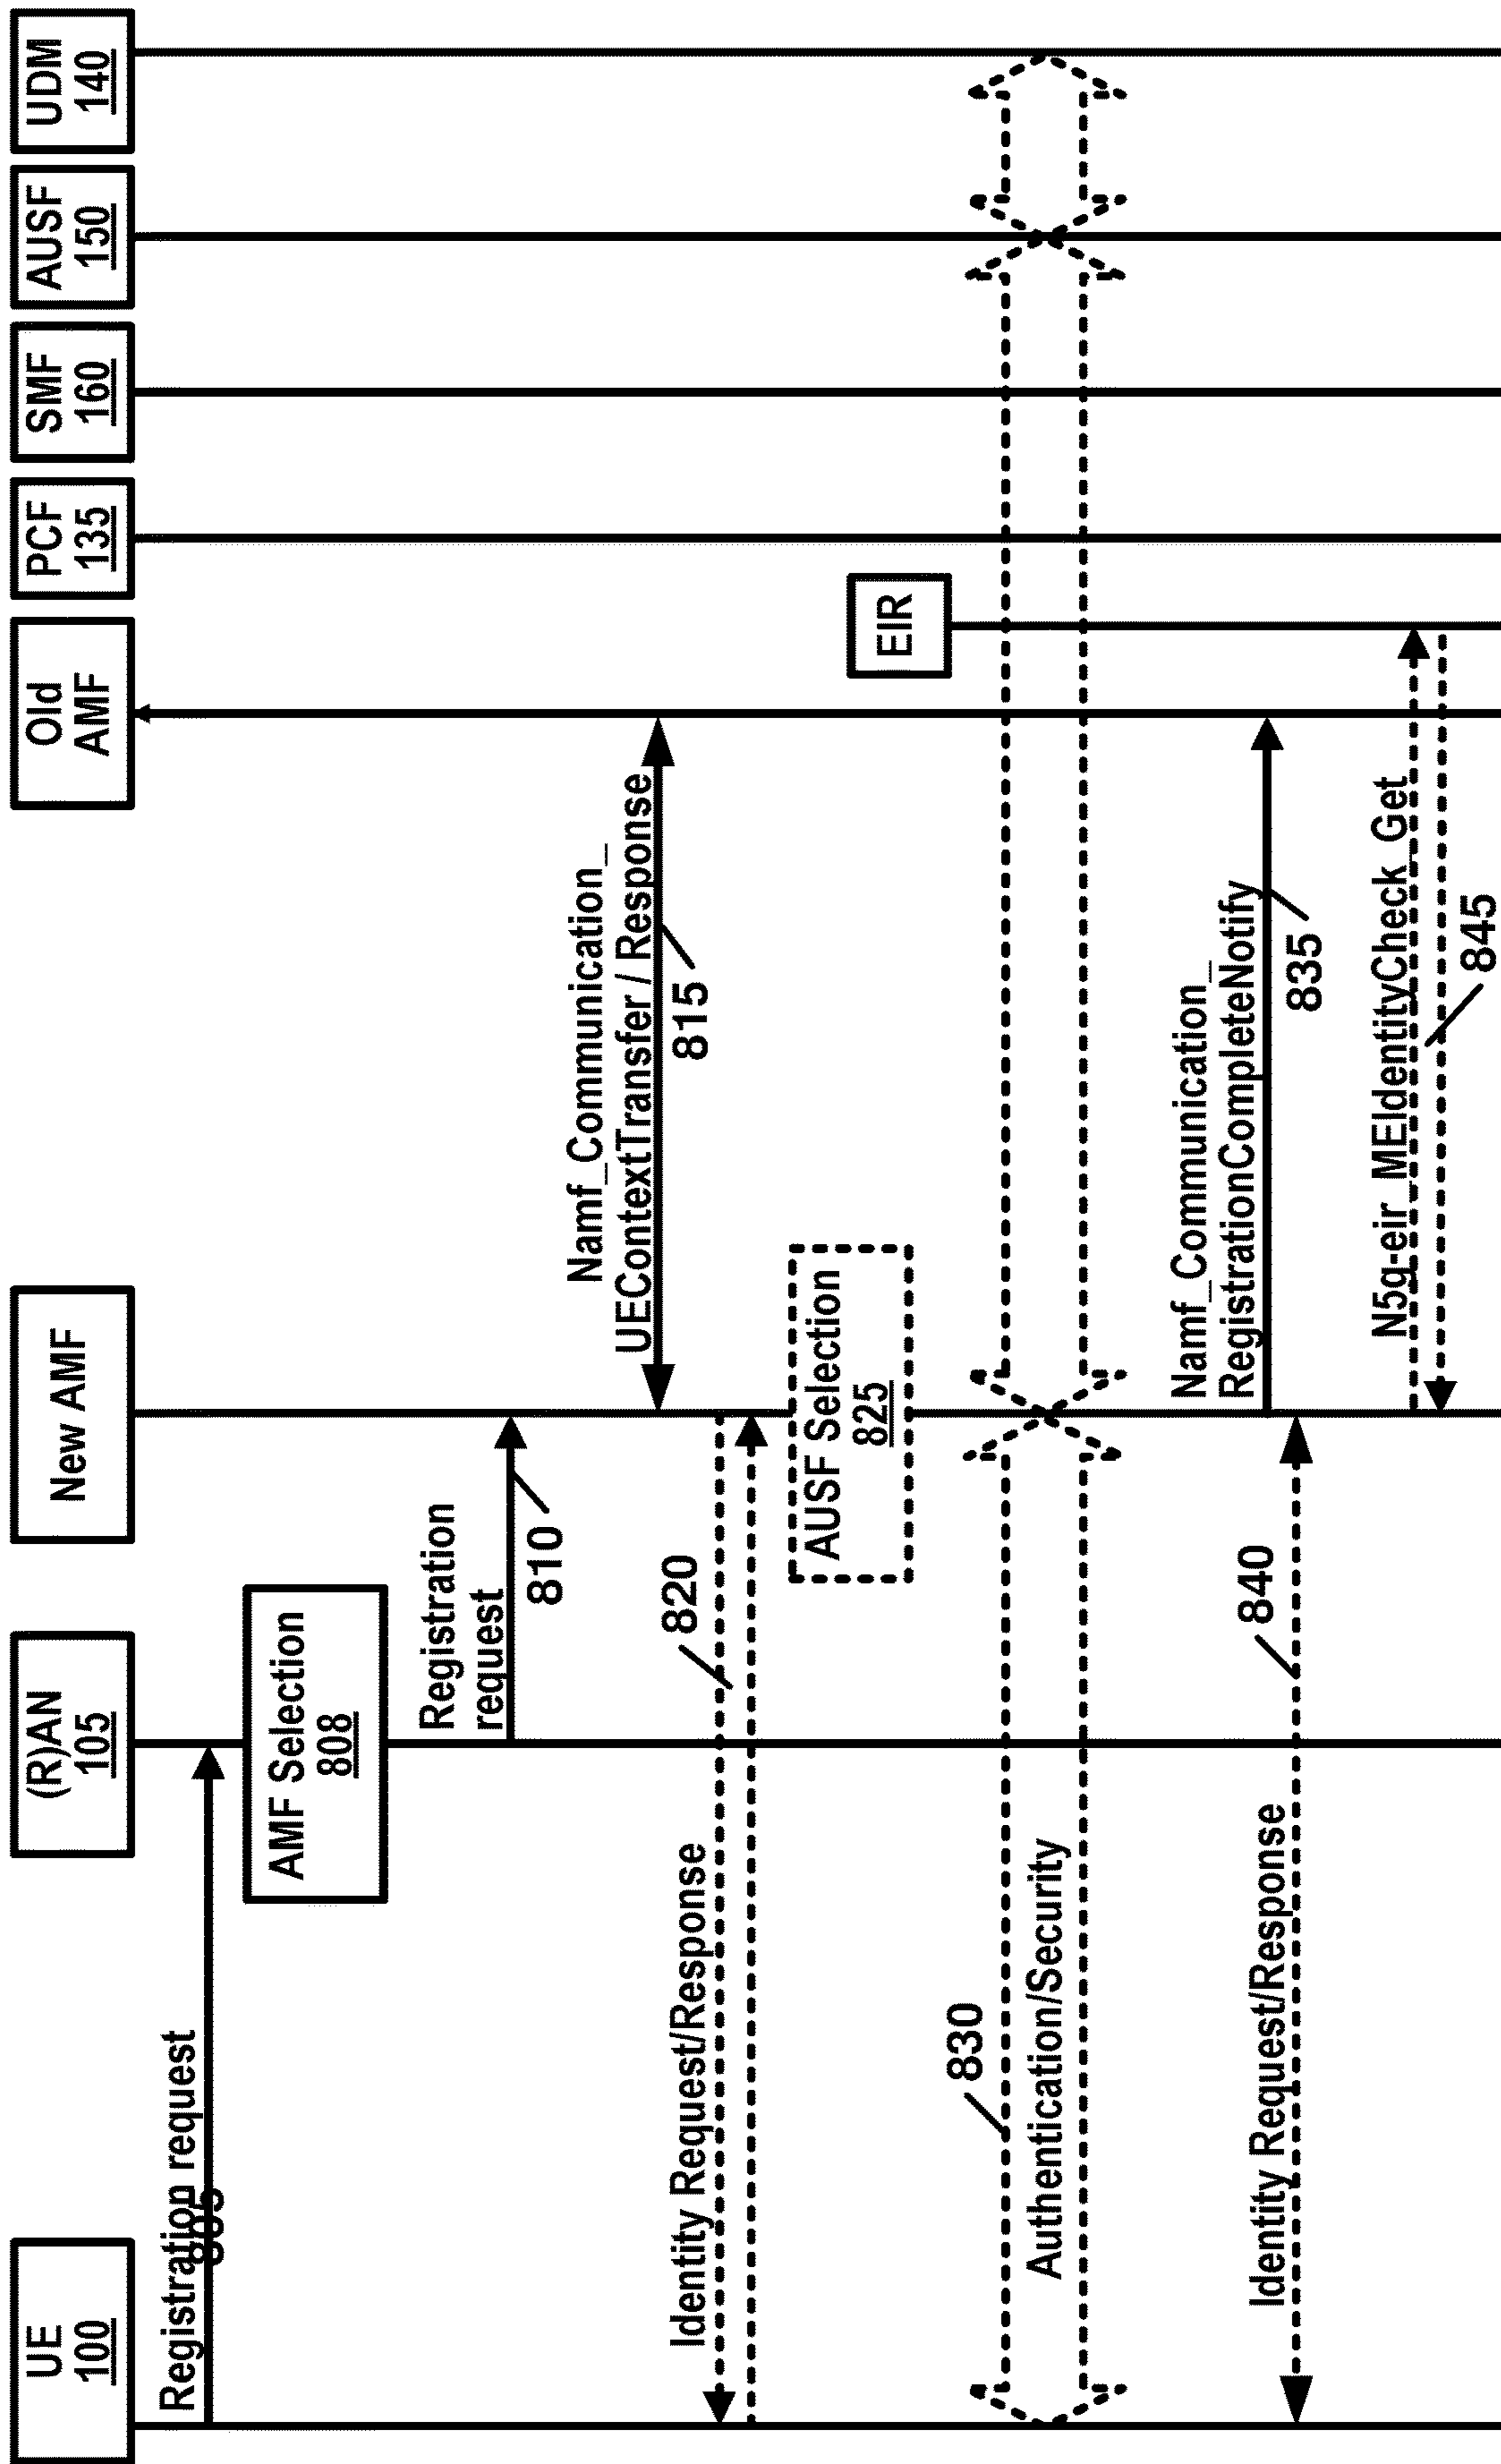 UE
100
(R)AN
105
New AMF
Old
AMF
PCF
135
SMF
160
AUSF
150
UDM
140
Registration request
805
AMF Selection
808
Registration
request
810
Namf_Communication_
UEContextTransfer / Response
815
Identity Request/Response
820
AUSF Selection
825
EIR
830
Authentication/Security
Namf_Communication_
RegistrationCompleteNotify
835
Identity Request/Response
840
N5g-eir_MEIdentityCheck_Get
845